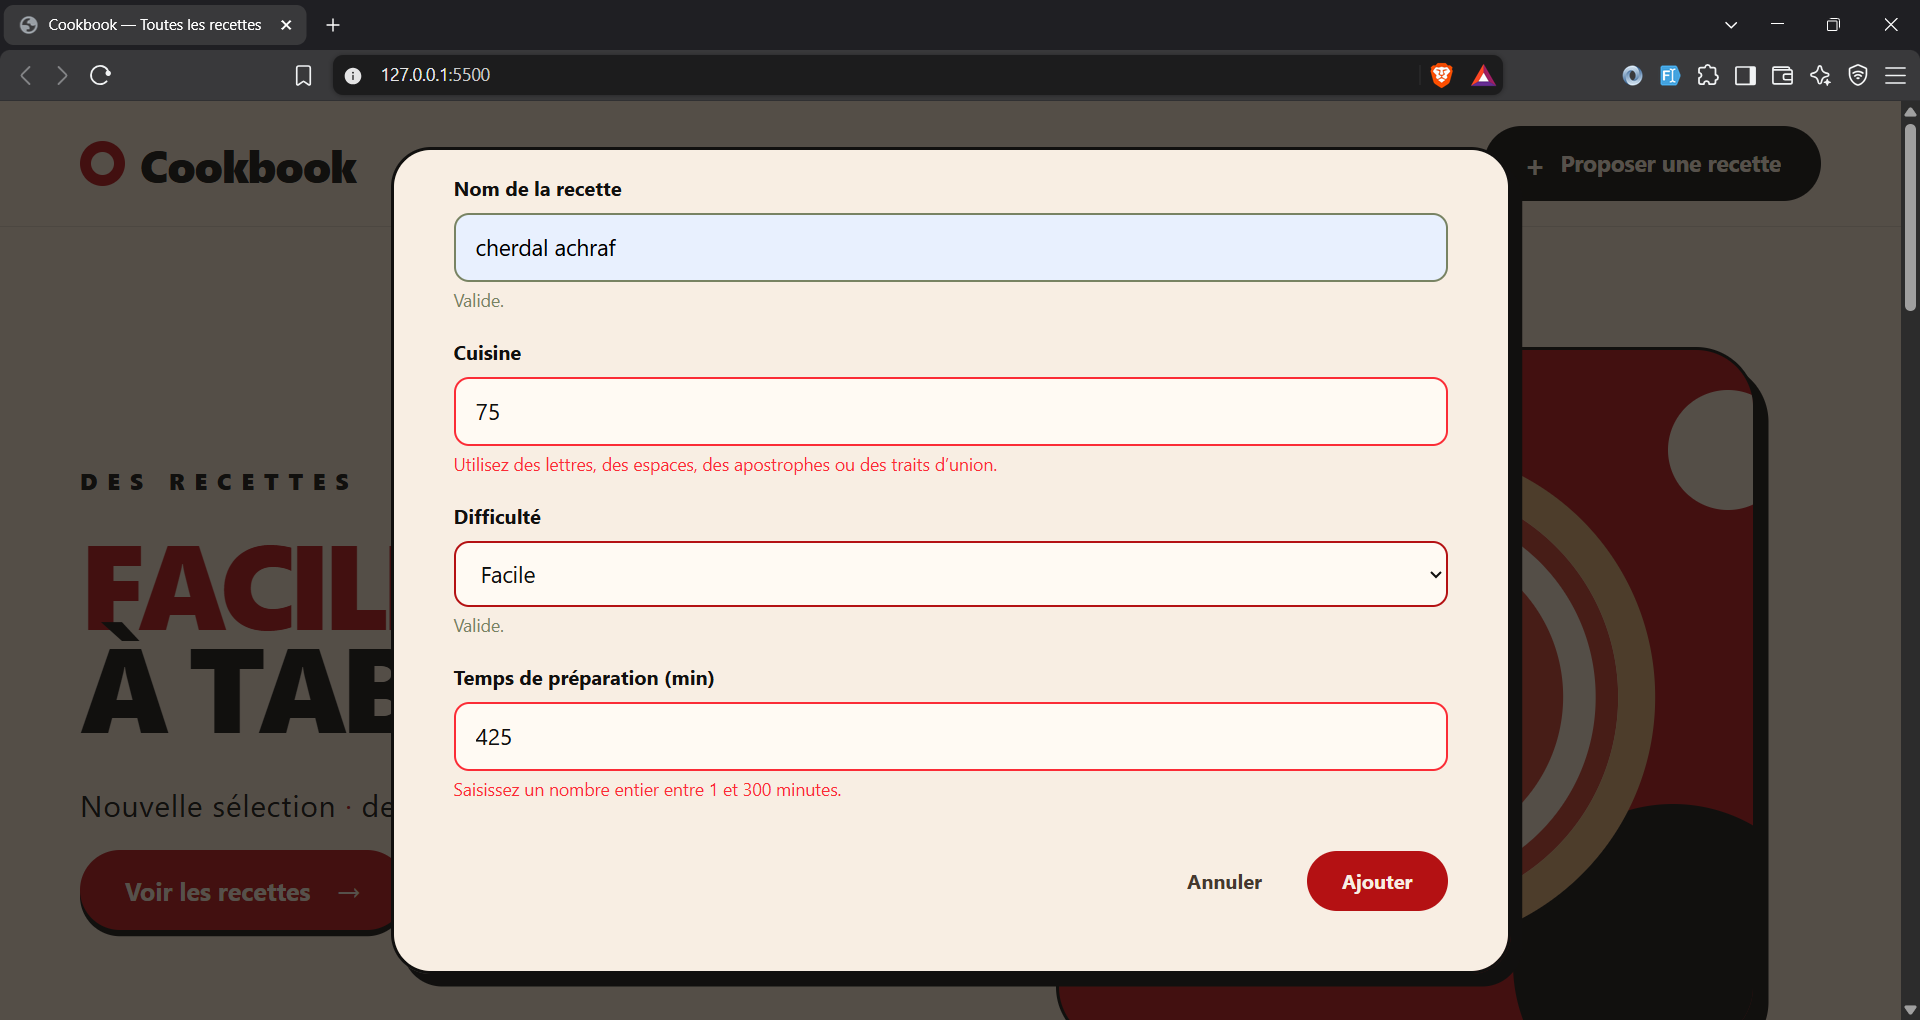 Cookbook — Toutes les recettes
127.0.0.1:5500
Cookbook
+ Proposer une recette
DES RECETTES
FACIL
À TAB
Nouvelle sélection · de
Voir les recettes →
Nom de la recette
cherdal achraf
Valide.
Cuisine
75
Utilisez des lettres, des espaces, des apostrophes ou des traits d’union.
Difficulté
Facile
Valide.
Temps de préparation (min)
425
Saisissez un nombre entier entre 1 et 300 minutes.
Annuler
Ajouter